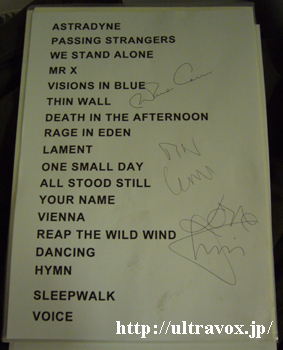 ASTRADYNE
PASSING STRANGERS
WE STAND ALONE
MR X
VISIONS IN BLUE
THIN WALL
DEATH IN THE AFTERNOON
RAGE IN EDEN
LAMENT
ONE SMALL DAY
ALL STOOD STILL
YOUR NAME
VIENNA
REAP THE WILD WIND
DANCING
HYMN
SLEEPWALK
VOICE
http://ultravox.jp/